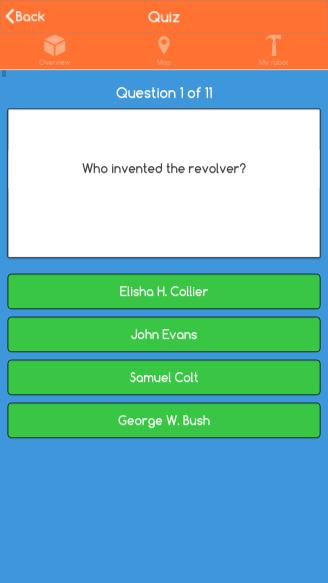 Back
Quiz
Overview
Map
My robot
Question 1 of 11
Who invented the revolver?
Elisha H. Collier
John Evans
Samuel Colt
George W. Bush